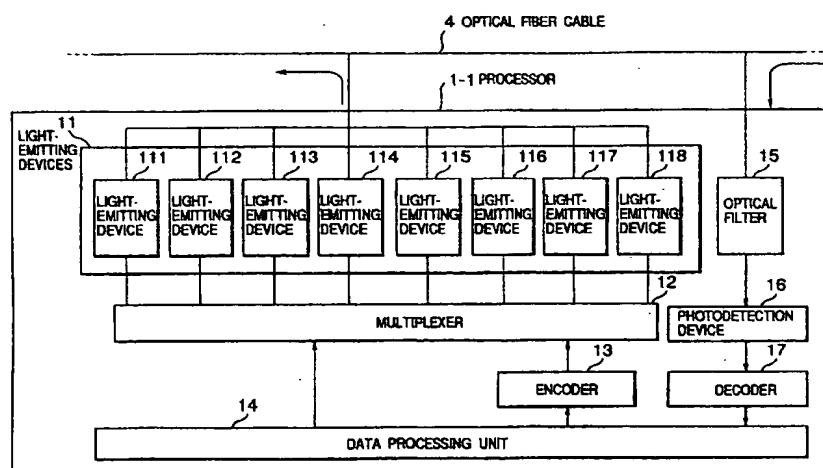 4 OPTICAL FIBER CABLE
1-1 PROCESSOR
11
LIGHT-
EMITTING
DEVICES
111
112
113
114
115
116
117
118
15
LIGHT-
EMITTING
DEVICE
LIGHT-
EMITTING
DEVICE
LIGHT-
EMITTING
DEVICE
LIGHT-
EMITTING
DEVICE
LIGHT-
EMITTING
DEVICE
LIGHT-
EMITTING
DEVICE
LIGHT-
EMITTING
DEVICE
LIGHT-
EMITTING
DEVICE
OPTICAL
FILTER
12
MULTIPLEXER
16
PHOTODETECTION
DEVICE
13
ENCODER
17
DECODER
14
DATA PROCESSING UNIT